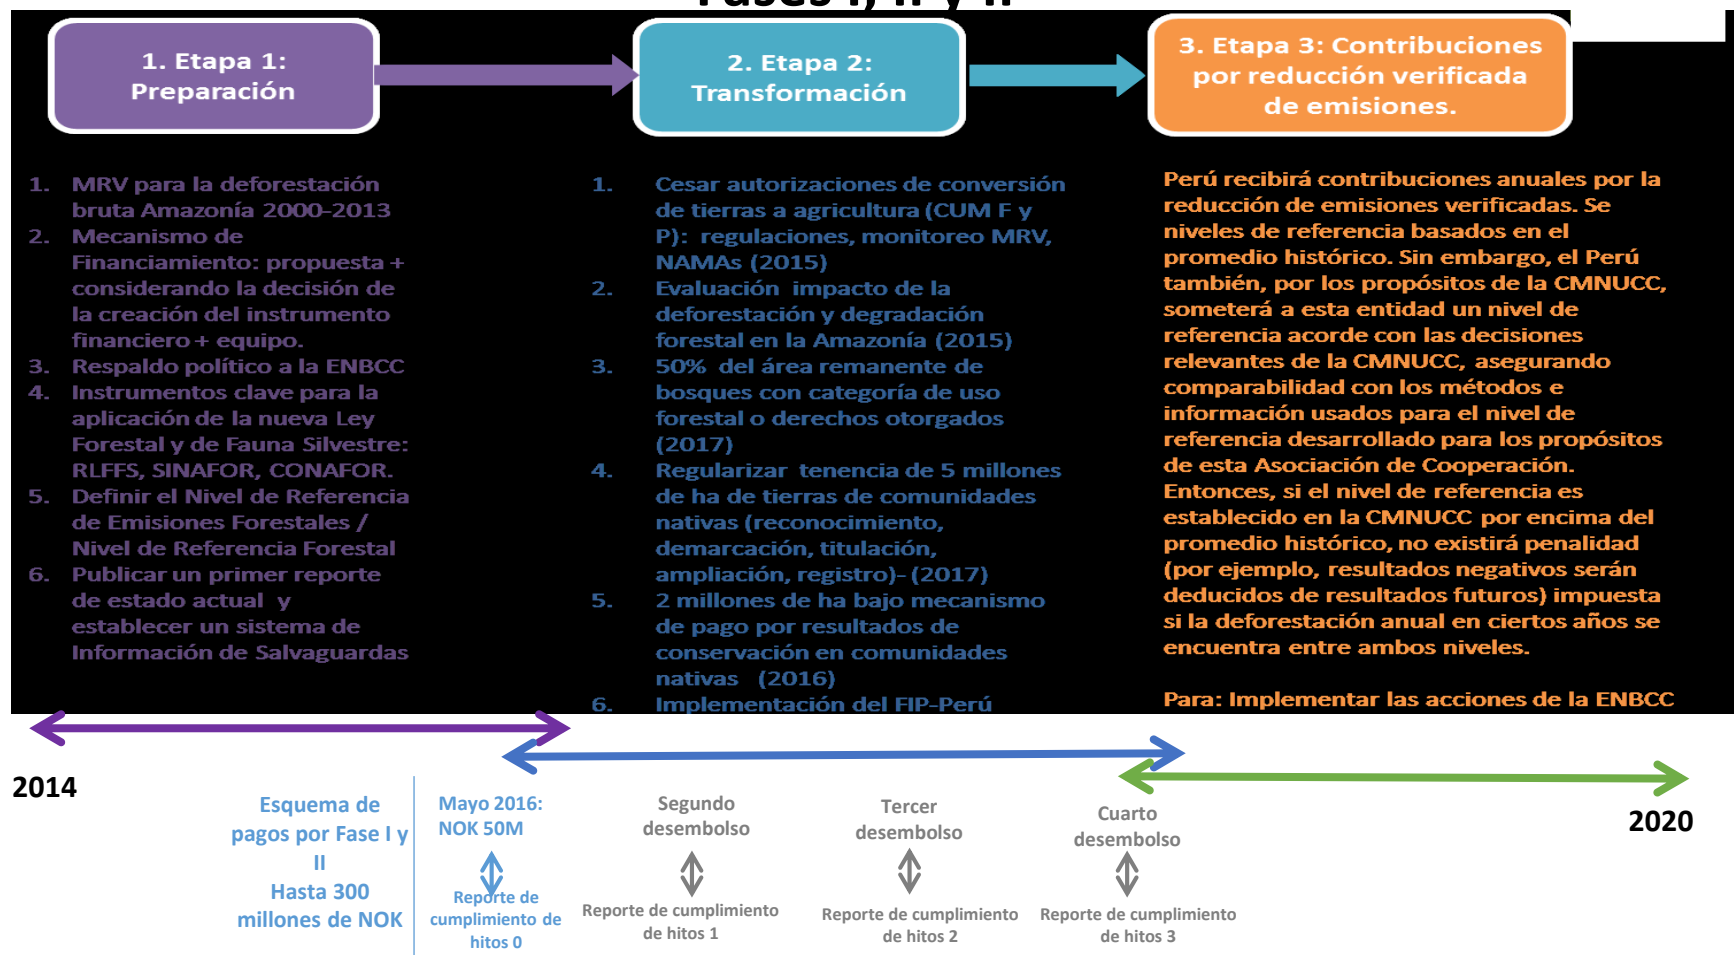 1. Etapa 1:
Preparación
2. Etapa 2:
Transformación
3. Etapa 3: Contribuciones
por reducción verificada
de emisiones.
1. MRV para la deforestación
bruta Amazonía 2000-2013
2. Mecanismo de
Financiamiento: propuesta +
considerando la decisión de
la creación del instrumento
financiero + equipo.
3. Respaldo político a la ENBCC
4. Instrumentos clave para la
aplicación de la nueva Ley
Forestal y de Fauna Silvestre:
RLFFS, SINAFOR, CONAFOR.
5. Definir el Nivel de Referencia
de Emisiones Forestales /
Nivel de Referencia Forestal
6. Publicar un primer reporte
de estado actual y
establecer un sistema de
Información de Salvaguardas
1. Cesar autorizaciones de conversión
de tierras a agricultura (CUM F y
P): regulaciones, monitoreo MRV,
NAMAs (2015)
2. Evaluación impacto de la
deforestación y degradación
forestal en la Amazonía (2015)
3. 50% del área remanente de
bosques con categoría de uso
forestal o derechos otorgados
(2017)
4. Regularizar tenencia de 5 millones
de ha de tierras de comunidades
nativas (reconocimiento,
demarcación, titulación,
ampliación, registro)- (2017)
5. 2 millones de ha bajo mecanismo
de pago por resultados de
conservación en comunidades
nativas (2016)
6. Implementación del FIP-Perú
Perú recibirá contribuciones anuales por la
reducción de emisiones verificadas. Se
niveles de referencia basados en el
promedio histórico. Sin embargo, el Perú
también, por los propósitos de la CMNUCC,
someterá a esta entidad un nivel de
referencia acorde con las decisiones
relevantes de la CMNUCC, asegurando
comparabilidad con los métodos e
información usados para el nivel de
referencia desarrollado para los propósitos
de esta Asociación de Cooperación.
Entonces, si el nivel de referencia es
establecido en la CMNUCC por encima del
promedio histórico, no existirá penalidad
(por ejemplo, resultados negativos serán
deducidos de resultados futuros) impuesta
si la deforestación anual en ciertos años se
encuentra entre ambos niveles.
Para: Implementar las acciones de la ENBCC
2014
2020
Esquema de
pagos por Fase I y
II
Hasta 300
millones de NOK
Mayo 2016:
NOK 50M
Reporte de
cumplimiento de
hitos 0
Segundo
desembolso
Reporte de cumplimiento
de hitos 1
Tercer
desembolso
Reporte de cumplimiento
de hitos 2
Cuarto
desembolso
Reporte de cumplimiento
de hitos 3